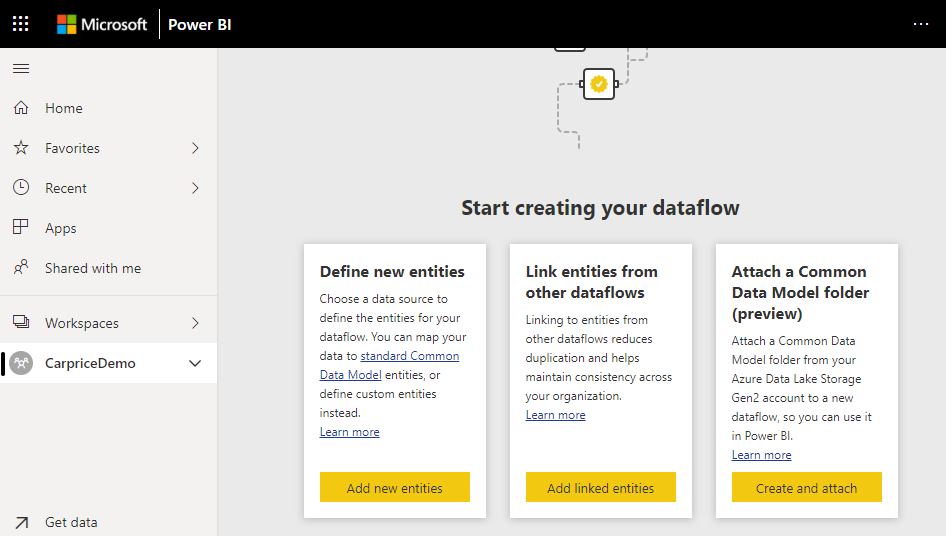 Microsoft Power BI
...
Home
Favorites
Recent
Apps
Shared with me
Workspaces
CarpriceDemo
Get data
Start creating your dataflow
Define new entities
Choose a data source to
define the entities for your
dataflow. You can map your
data to standard Common
Data Model entities, or
define custom entities
instead.
Learn more
Add new entities
Link entities from
other dataflows
Linking to entities from
other dataflows reduces
duplication and helps
maintain consistency across
your organization.
Learn more
Add linked entities
Attach a Common
Data Model folder
(preview)
Attach a Common Data
Model folder from your
Azure Data Lake Storage
Gen2 account to a new
dataflow, so you can use it
in Power BI.
Learn more
Create and attach